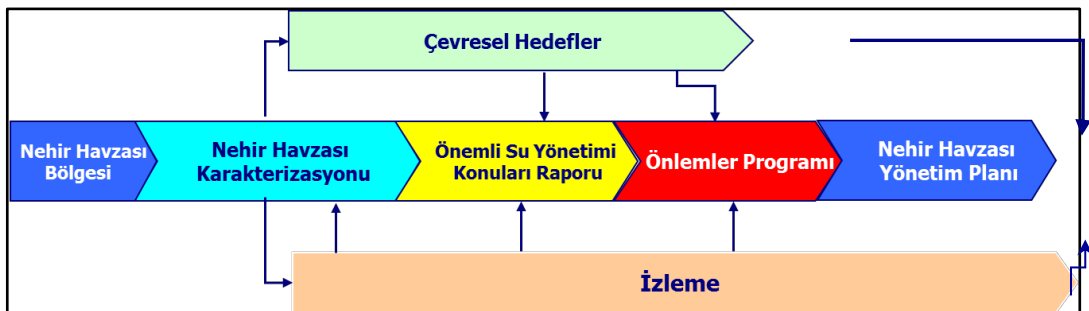 Çevresel Hedefler
Nehir Havzası
Bölgesi
Nehir Havzası
Karakterizasyonu
Önemli Su Yönetimi
Konuları Raporu
Önlemler Programı
Nehir Havzası
Yönetim Planı
İzleme